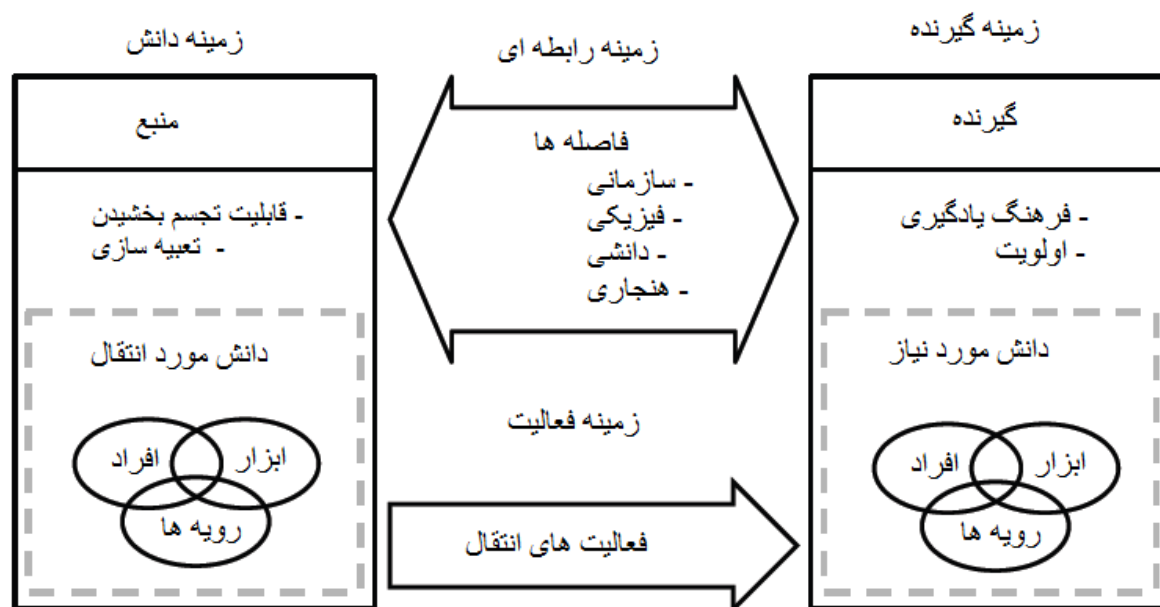 زمینه گیرنده
زمینه رابطه ای
زمینه دانش
گیرنده
منبع
فاصله ها
- سازمانی
- فیزیکی
- دانشی
- هنجاری
- فرهنگ یادگیری
- اولویت
- قابلیت تجسم بخشیدن
- تعبیه سازی
دانش مورد نیاز
دانش مورد انتقال
زمینه فعالیت
ابزار
افراد
رویه ها
ابزار
افراد
رویه ها
فعالیت های انتقال